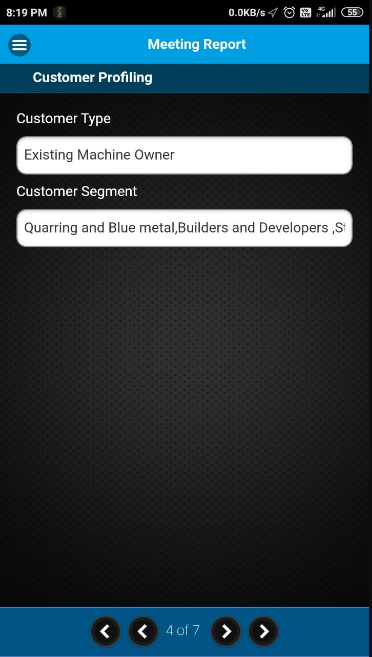 8:19 PM 0.0KB/s 4G 55
Meeting Report
Customer Profiling
Customer Type
Existing Machine Owner
Customer Segment
Quarring and Blue metal,Builders and Developers ,S
4 of 7